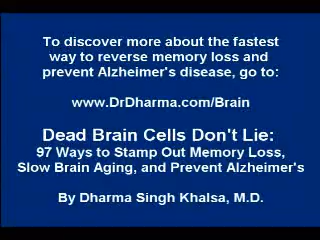 To discover more about the fastest
way to reverse memory loss and
prevent Alzheimer's disease, go to:
www.DrDharma.com/Brain
Dead Brain Cells Don't Lie:
97 Ways to Stamp Out Memory Loss,
Slow Brain Aging, and Prevent Alzheimer's
By Dharma Singh Khalsa, M.D.